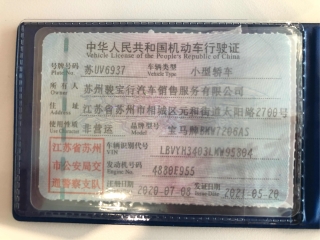 中华人民共和国机动车行驶证
Vehicle License of the People's Republic of China
号牌号码 苏UV6937 车辆类型 小型轿车
Plate No. Vehicle Type
所有人 苏州骏宝行汽车销售服务有限公司
Owner
住址 江苏省苏州市相城区元和街道太阳路2700号
Address
使用性质 非营运 品牌型号 宝马牌BMW7206AS
Use Character Model
江苏省苏州 车辆识别代号
VIN
市公安局交 发动机号码
Engine No.
通警察支队 注册日期 2020-07-03 发证日期 2021-05-20